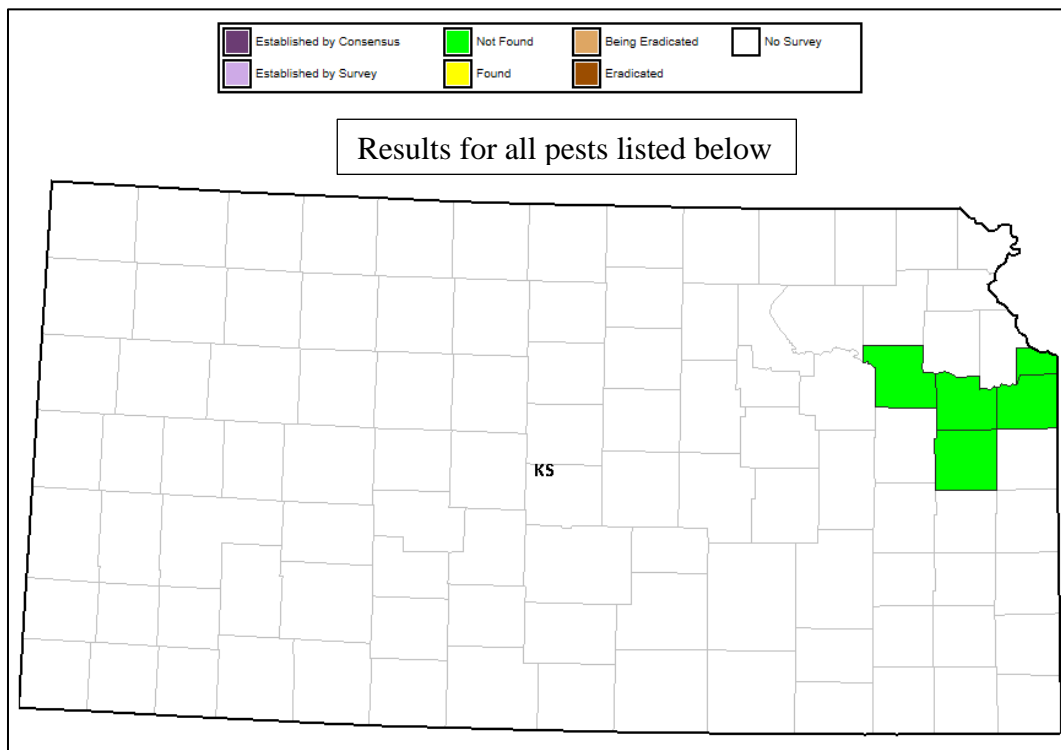 Established by Consensus Not Found Being Eradicated No Survey
Established by Survey Found Eradicated
Results for all pests listed below
KS